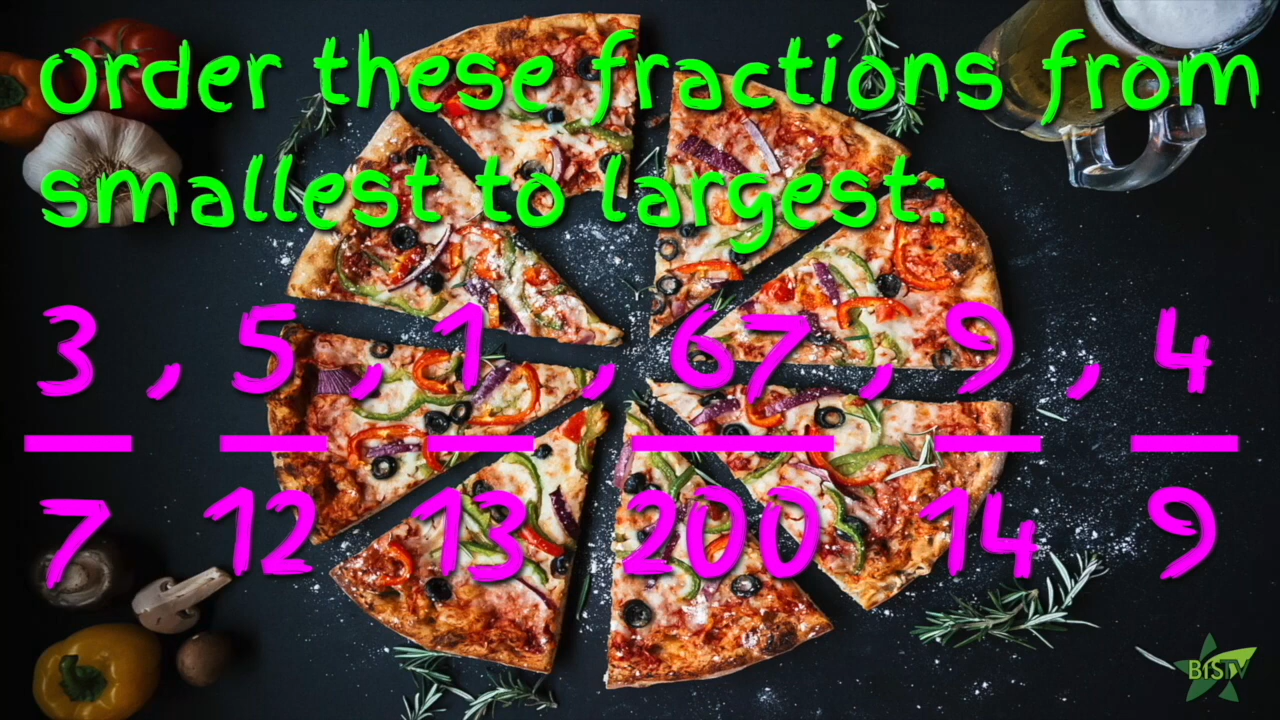 Order these fractions from
smallest to largest:
3 , 5 , 1 , 67 , 9 , 4
7 12 13 200 14 9
BISTV